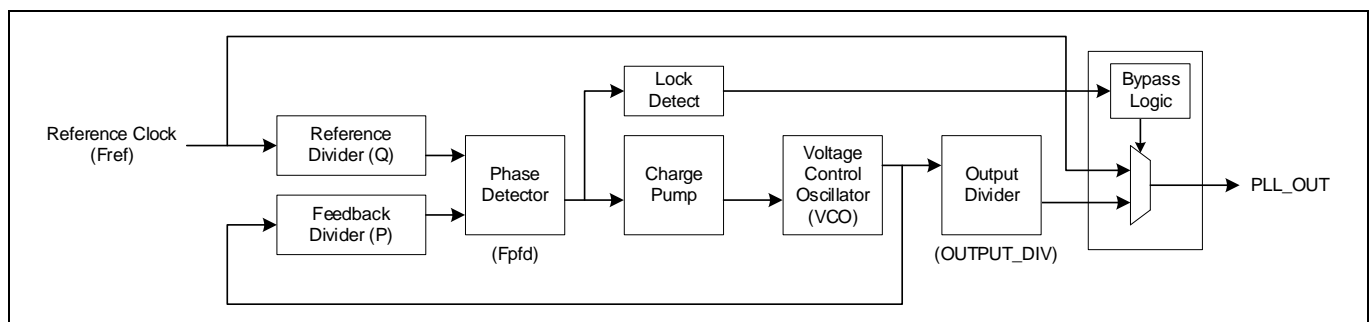 Reference Clock
(Fref)
Reference
Divider (Q)
Feedback
Divider (P)
Phase
Detector
(Fpfd)
Lock
Detect
Charge
Pump
Voltage
Control
Oscillator
(VCO)
Output
Divider
(OUTPUT_DIV)
Bypass
Logic
PLL_OUT